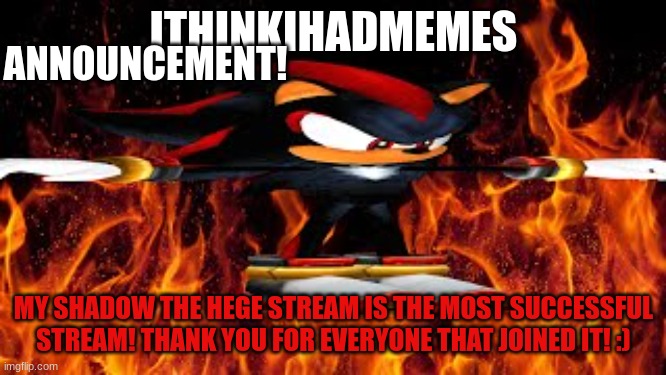 ITHINKIHADMEMES
ANNOUNCEMENT!
MY SHADOW THE HEGE STREAM IS THE MOST SUCCESSFUL
STREAM! THANK YOU FOR EVERYONE THAT JOINED IT! :)
imgflip.com